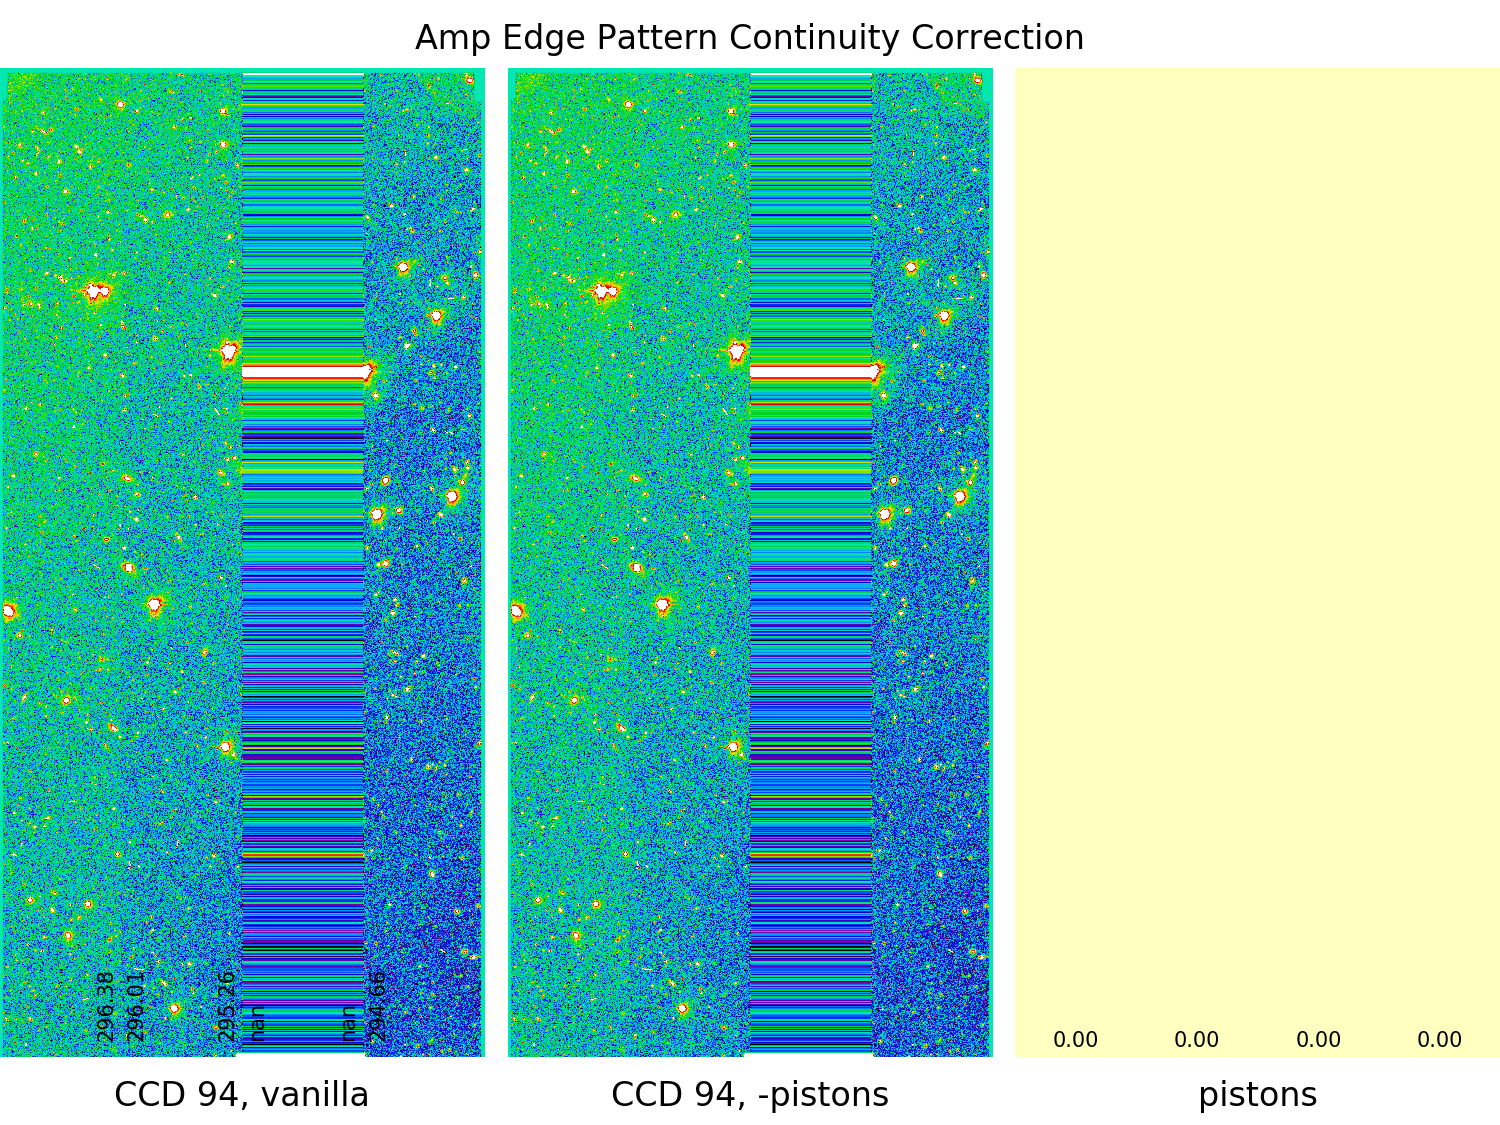 Amp Edge Pattern Continuity Correction
296.38
296.01
295.26
nan
nan
294.66
0.00 0.00 0.00 0.00
CCD 94, vanilla
CCD 94, -pistons
pistons